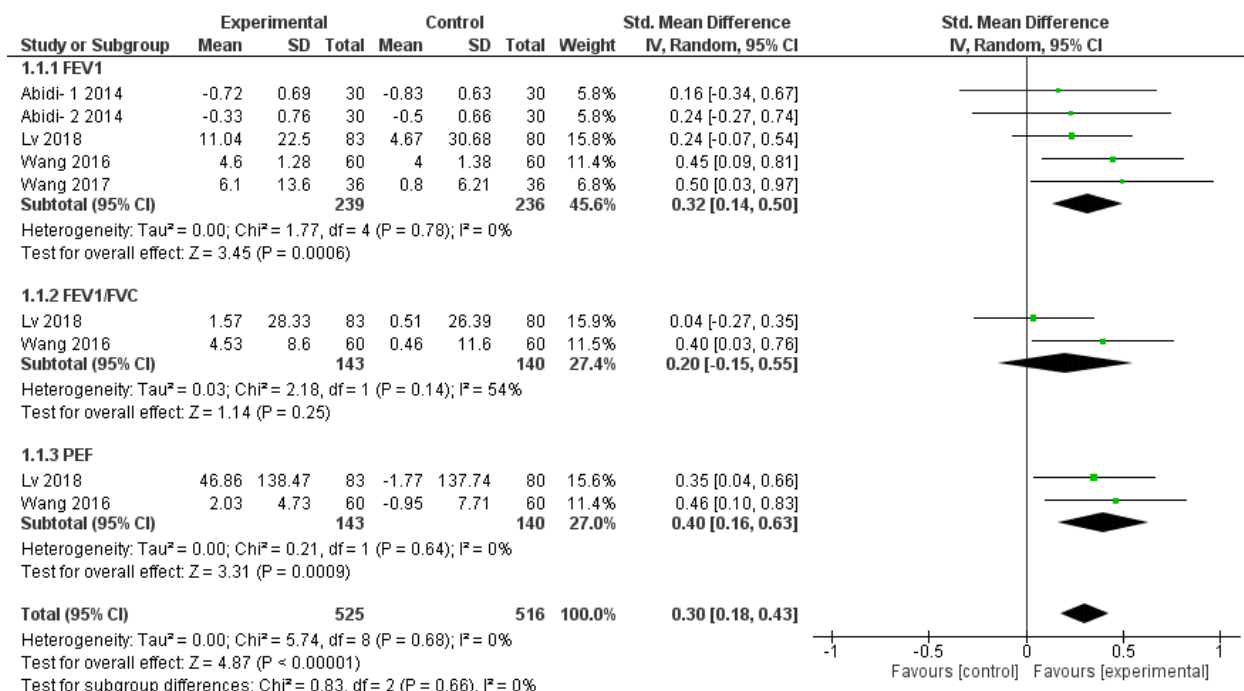 Experimental Control Std. Mean Difference Std. Mean Difference
Study or Subgroup Mean SD Total Mean SD Total Weight IV, Random, 95% CI IV, Random, 95% CI
1.1.1 FEV1
Abidi- 1 2014 -0.72 0.69 30 -0.83 0.63 30 5.8% 0.16 [-0.34, 0.67]
Abidi- 2 2014 -0.33 0.76 30 -0.5 0.66 30 5.8% 0.24 [-0.27, 0.74]
Lv 2018 11.04 22.5 83 4.67 30.68 80 15.8% 0.24 [-0.07, 0.54]
Wang 2016 4.6 1.28 60 4 1.38 60 11.4% 0.45 [0.09, 0.81]
Wang 2017 6.1 13.6 36 0.8 6.21 36 6.8% 0.50 [0.03, 0.97]
Subtotal (95% CI) 239 236 45.6% 0.32 [0.14, 0.50]
Heterogeneity: Tau² = 0.00; Chi² = 1.77, df = 4 (P = 0.78); I² = 0%
Test for overall effect: Z = 3.45 (P = 0.0006)
1.1.2 FEV1/FVC
Lv 2018 1.57 28.33 83 0.51 26.39 80 15.9% 0.04 [-0.27, 0.35]
Wang 2016 4.53 8.6 60 0.46 11.6 60 11.5% 0.40 [0.03, 0.76]
Subtotal (95% CI) 143 140 27.4% 0.20 [-0.15, 0.55]
Heterogeneity: Tau² = 0.03; Chi² = 2.18, df = 1 (P = 0.14); I² = 54%
Test for overall effect: Z = 1.14 (P = 0.25)
1.1.3 PEF
Lv 2018 46.86 138.47 83 -1.77 137.74 80 15.6% 0.35 [0.04, 0.66]
Wang 2016 2.03 4.73 60 -0.95 7.71 60 11.4% 0.46 [0.10, 0.83]
Subtotal (95% CI) 143 140 27.0% 0.40 [0.16, 0.63]
Heterogeneity: Tau² = 0.00; Chi² = 0.21, df = 1 (P = 0.64); I² = 0%
Test for overall effect: Z = 3.31 (P = 0.0009)
Total (95% CI) 525 516 100.0% 0.30 [0.18, 0.43]
Heterogeneity: Tau² = 0.00; Chi² = 5.74, df = 8 (P = 0.68); I² = 0%
Test for overall effect: Z = 4.87 (P < 0.00001)
Test for subgroup differences: Chi² = 0.83, df = 2 (P = 0.66), I² = 0%
-1 -0.5 0 0.5 1
Favours [control] Favours [experimental]